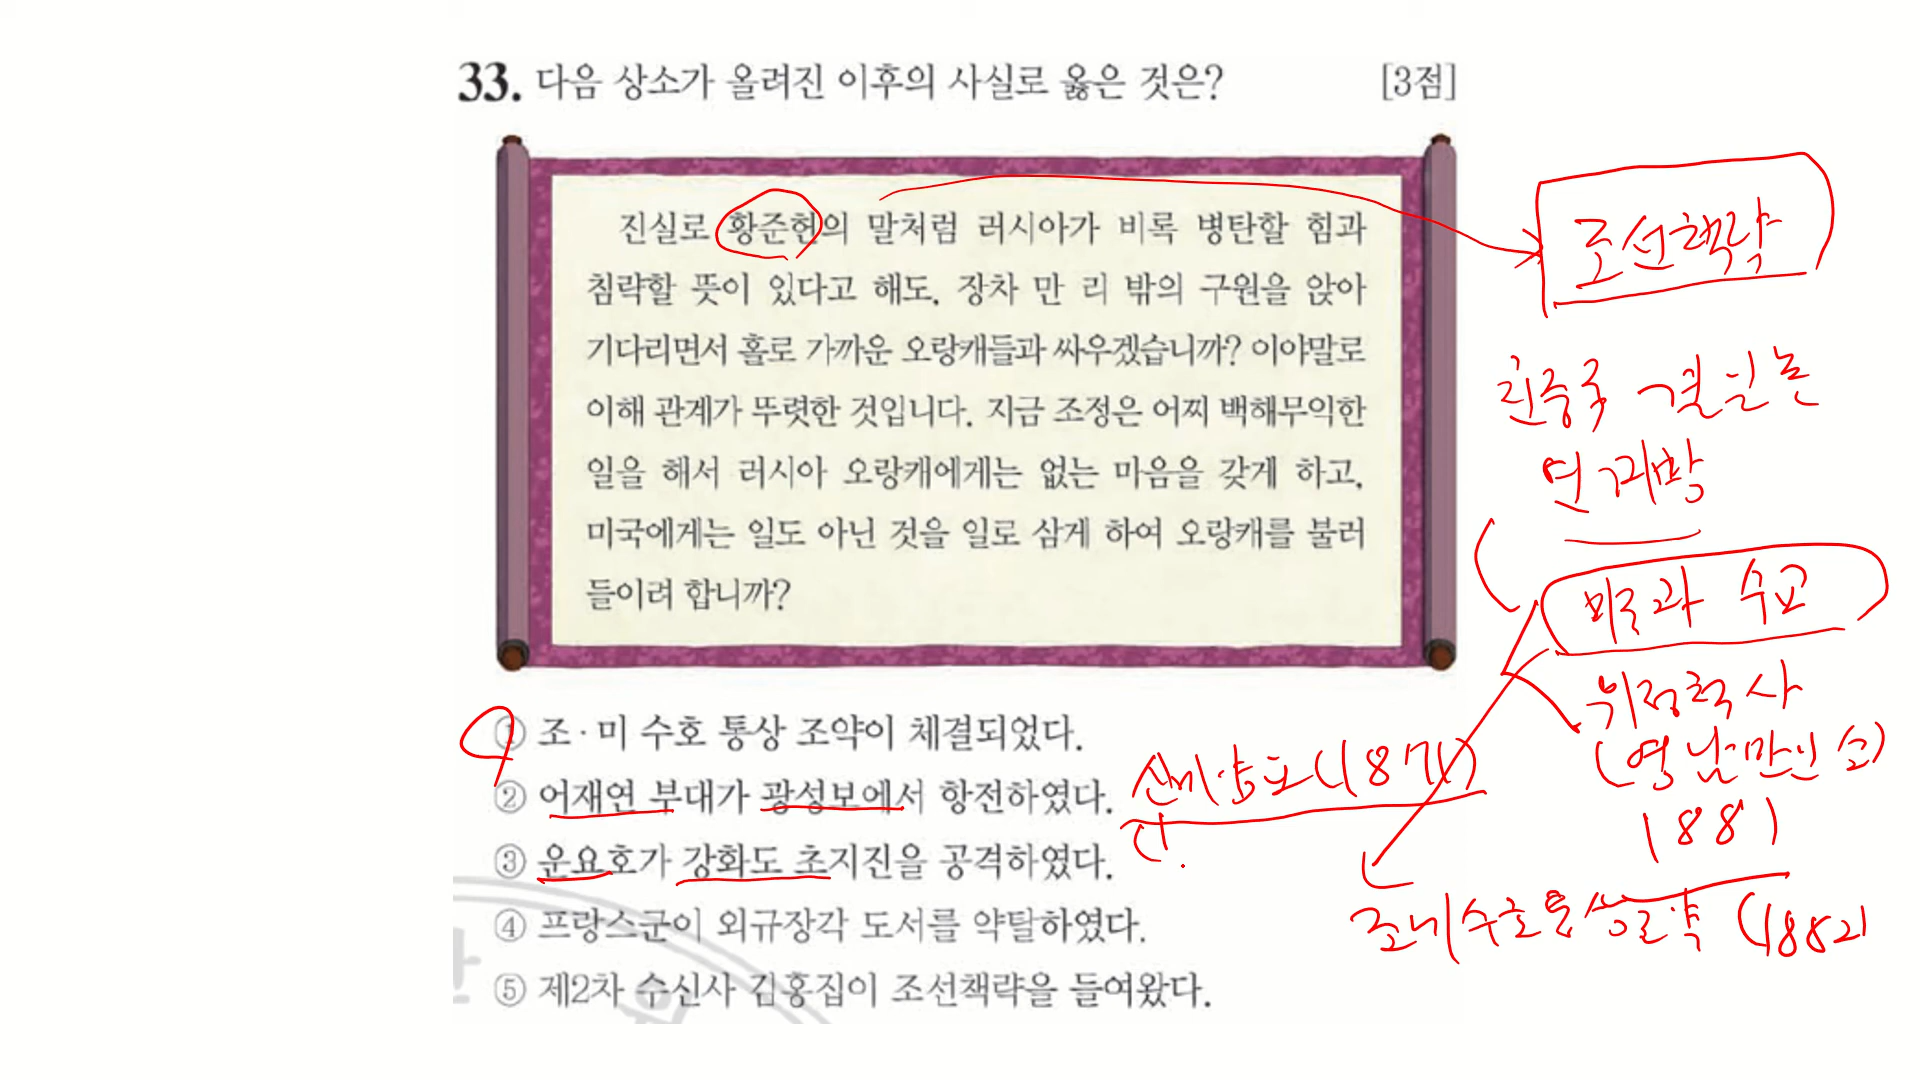 33. 다음 상소가 올려진 이후의 사실로 옳은 것은? [3점]
진실로 황준헌의 말처럼 러시아가 비록 병탄할 힘과
침략할 뜻이 있다고 해도, 장차 만 리 밖의 구원을 앉아
기다리면서 홀로 가까운 오랑캐들과 싸우겠습니까? 이야말로
이해 관계가 뚜렷한 것입니다. 지금 조정은 어찌 백해무익한
일을 해서 러시아 오랑캐에게는 없는 마음을 갖게 하고,
미국에게는 일도 아닌 것을 일로 삼게 하여 오랑캐를 불러
들이려 합니까?
① 조·미 수호 통상 조약이 체결되었다.
② 어재연 부대가 광성보에서 항전하였다.
③ 운요호가 강화도 초지진을 공격하였다.
④ 프랑스군이 외규장각 도서를 약탈하였다.
⑤ 제2차 수신사 김홍집이 조선책략을 들여왔다.
조선책략
친중국 결일본
연미방
미국과 수교
위정척사
(영남만인소)
1881
신미양요(1871)
조미수호통상조약 (1882)